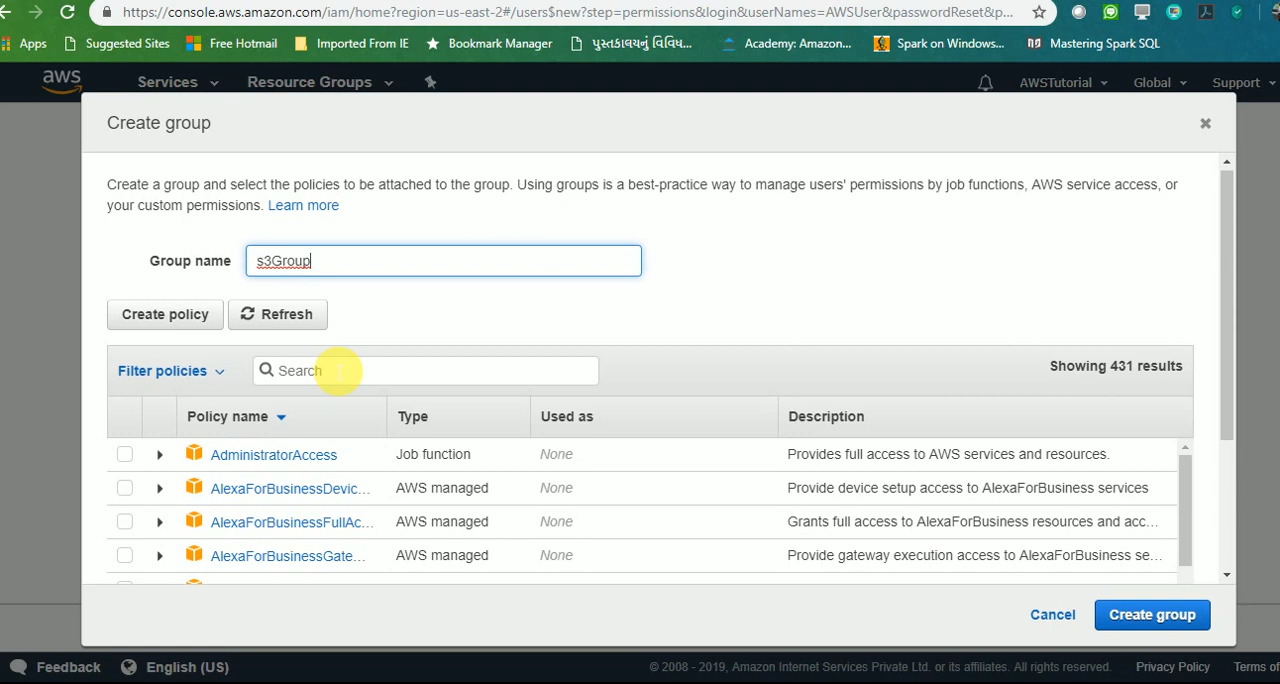 https://console.aws.amazon.com/iam/home?region=us-east-2#/users$new?step=permissions&login&userNames=AWSUser&passwordReset&p...
Apps Suggested Sites Free Hotmail Imported From IE Bookmark Manager પુસ્તકાલયનું વિવિ... Academy: Amazon... Spark on Windows... Mastering Spark SQL
aws Services Resource Groups AWSTutorial Global Support
Create group
Create a group and select the policies to be attached to the group. Using groups is a best-practice way to manage users' permissions by job functions, AWS service access, or
your custom permissions. Learn more
Group name s3Group
Create policy Refresh
Filter policies Search Showing 431 results
Policy name Type Used as Description
AdministratorAccess Job function None Provides full access to AWS services and resources.
AlexaForBusinessDevic... AWS managed None Provide device setup access to AlexaForBusiness services
AlexaForBusinessFullAc... AWS managed None Grants full access to AlexaForBusiness resources and acc...
AlexaForBusinessGate... AWS managed None Provide gateway execution access to AlexaForBusiness se...
Cancel Create group
Feedback English (US) © 2008 - 2019, Amazon Internet Services Private Ltd. or its affiliates. All rights reserved. Privacy Policy Terms of